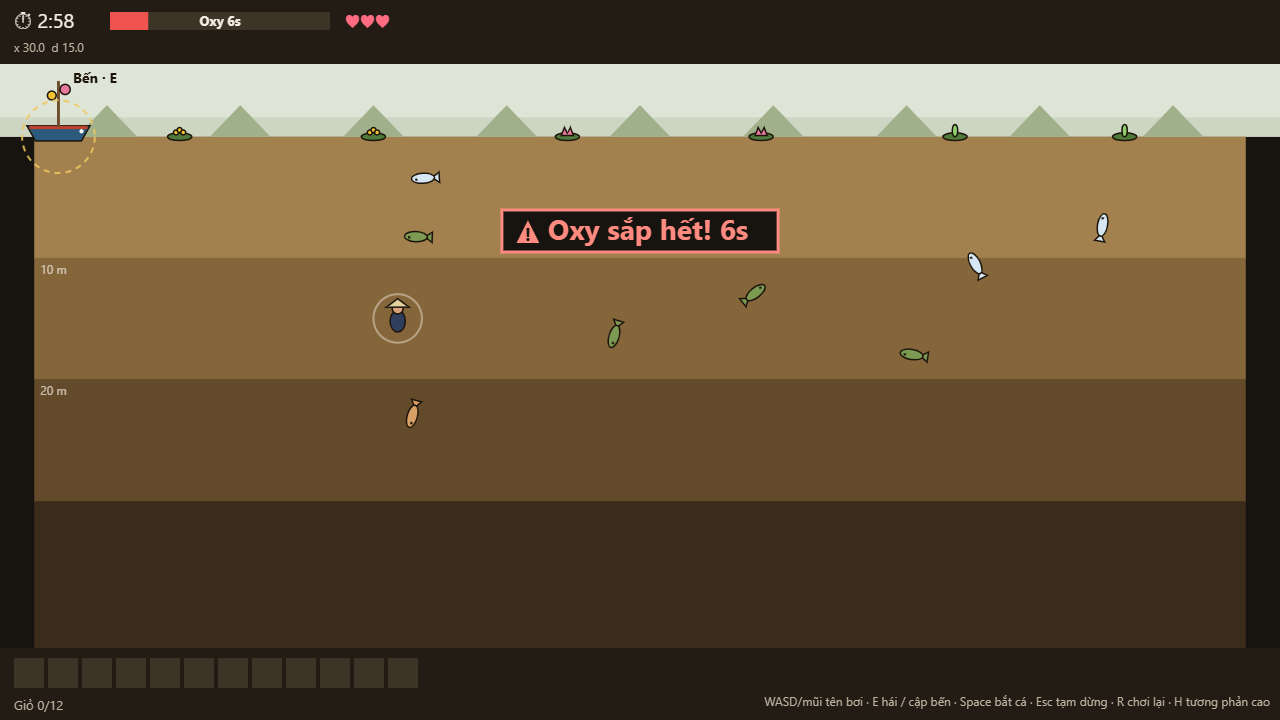 ⏱ 2:58
Oxy 6s
x 30.0 d 15.0
Bến · E
⚠ Oxy sắp hết! 6s
10 m
20 m
Giỏ 0/12
WASD/mũi tên bơi · E hái / cập bến · Space bắt cá · Esc tạm dừng · R chơi lại · H tương phản cao